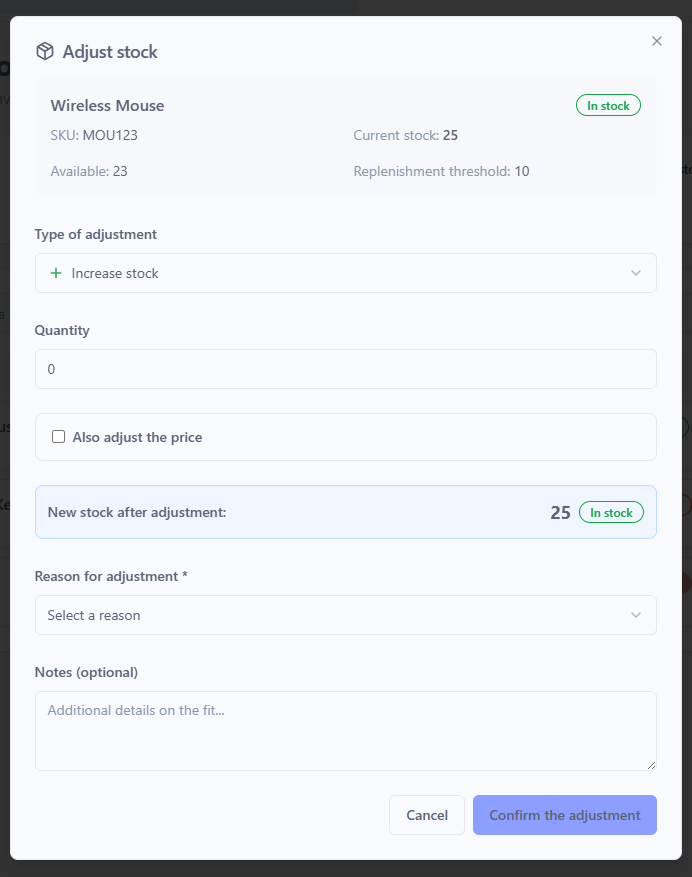 Adjust stock
Wireless Mouse
In stock
SKU: MOU123
Current stock: 25
Available: 23
Replenishment threshold: 10
Type of adjustment
Increase stock
Quantity
0
Also adjust the price
New stock after adjustment:
25
In stock
Reason for adjustment *
Select a reason
Notes (optional)
Additional details on the fit...
Cancel
Confirm the adjustment